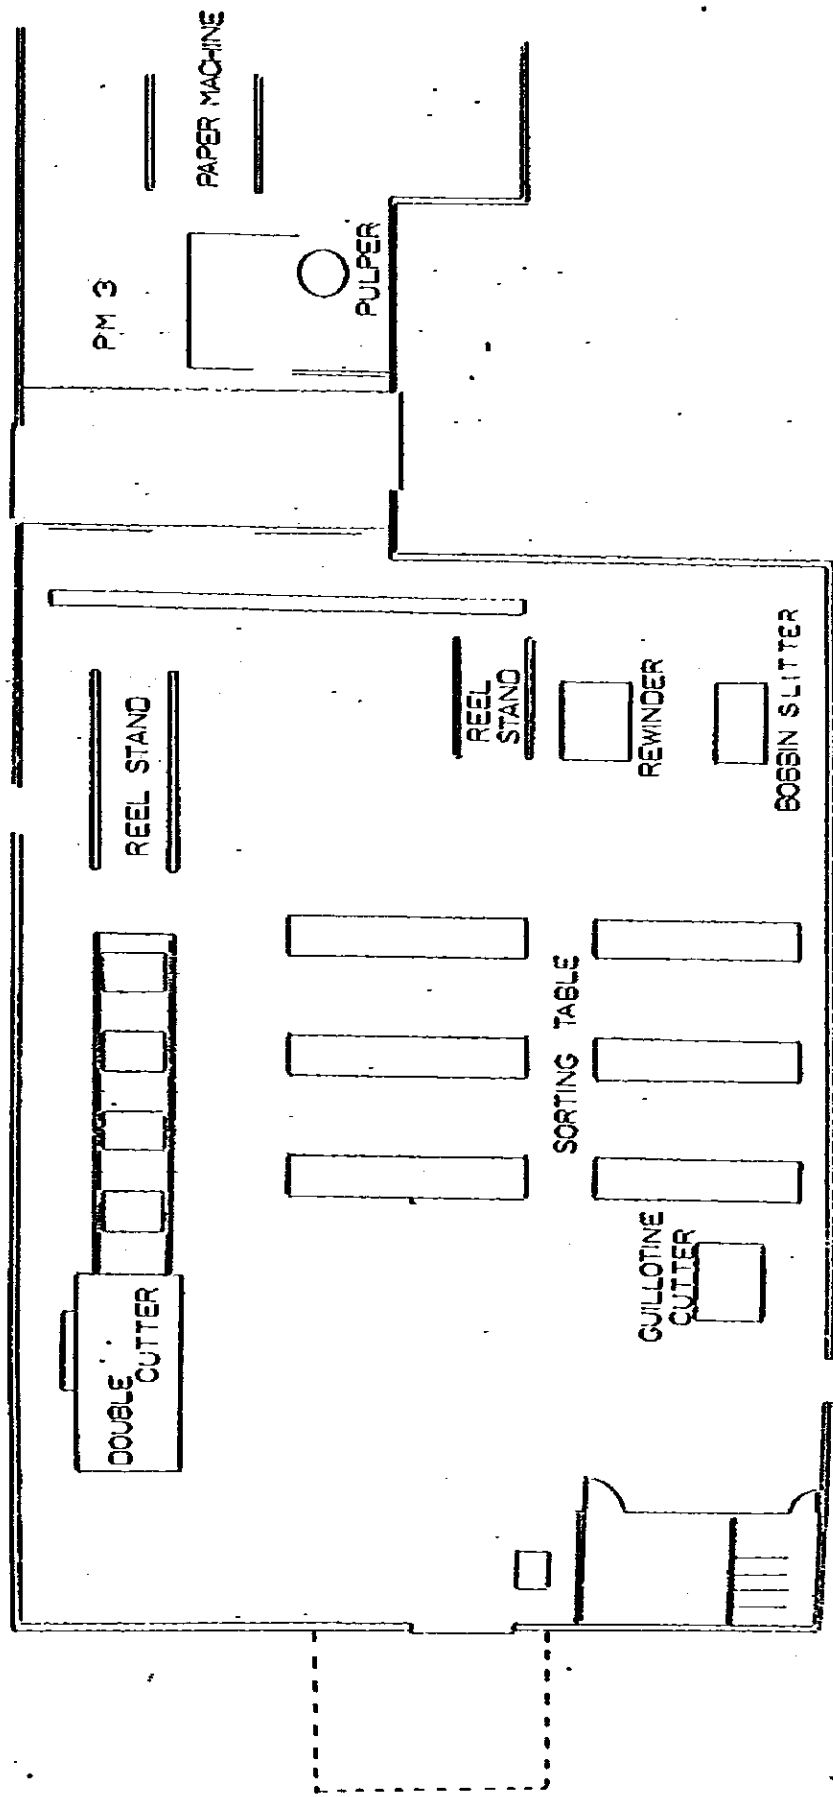 PAPER MACHINE
PM 3
PULPER
REEL STAND
REEL
STAND
REWINDER
BOBBIN SLITTER
SORTING TABLE
GUILLOTINE
CUTTER
DOUBLE
CUTTER